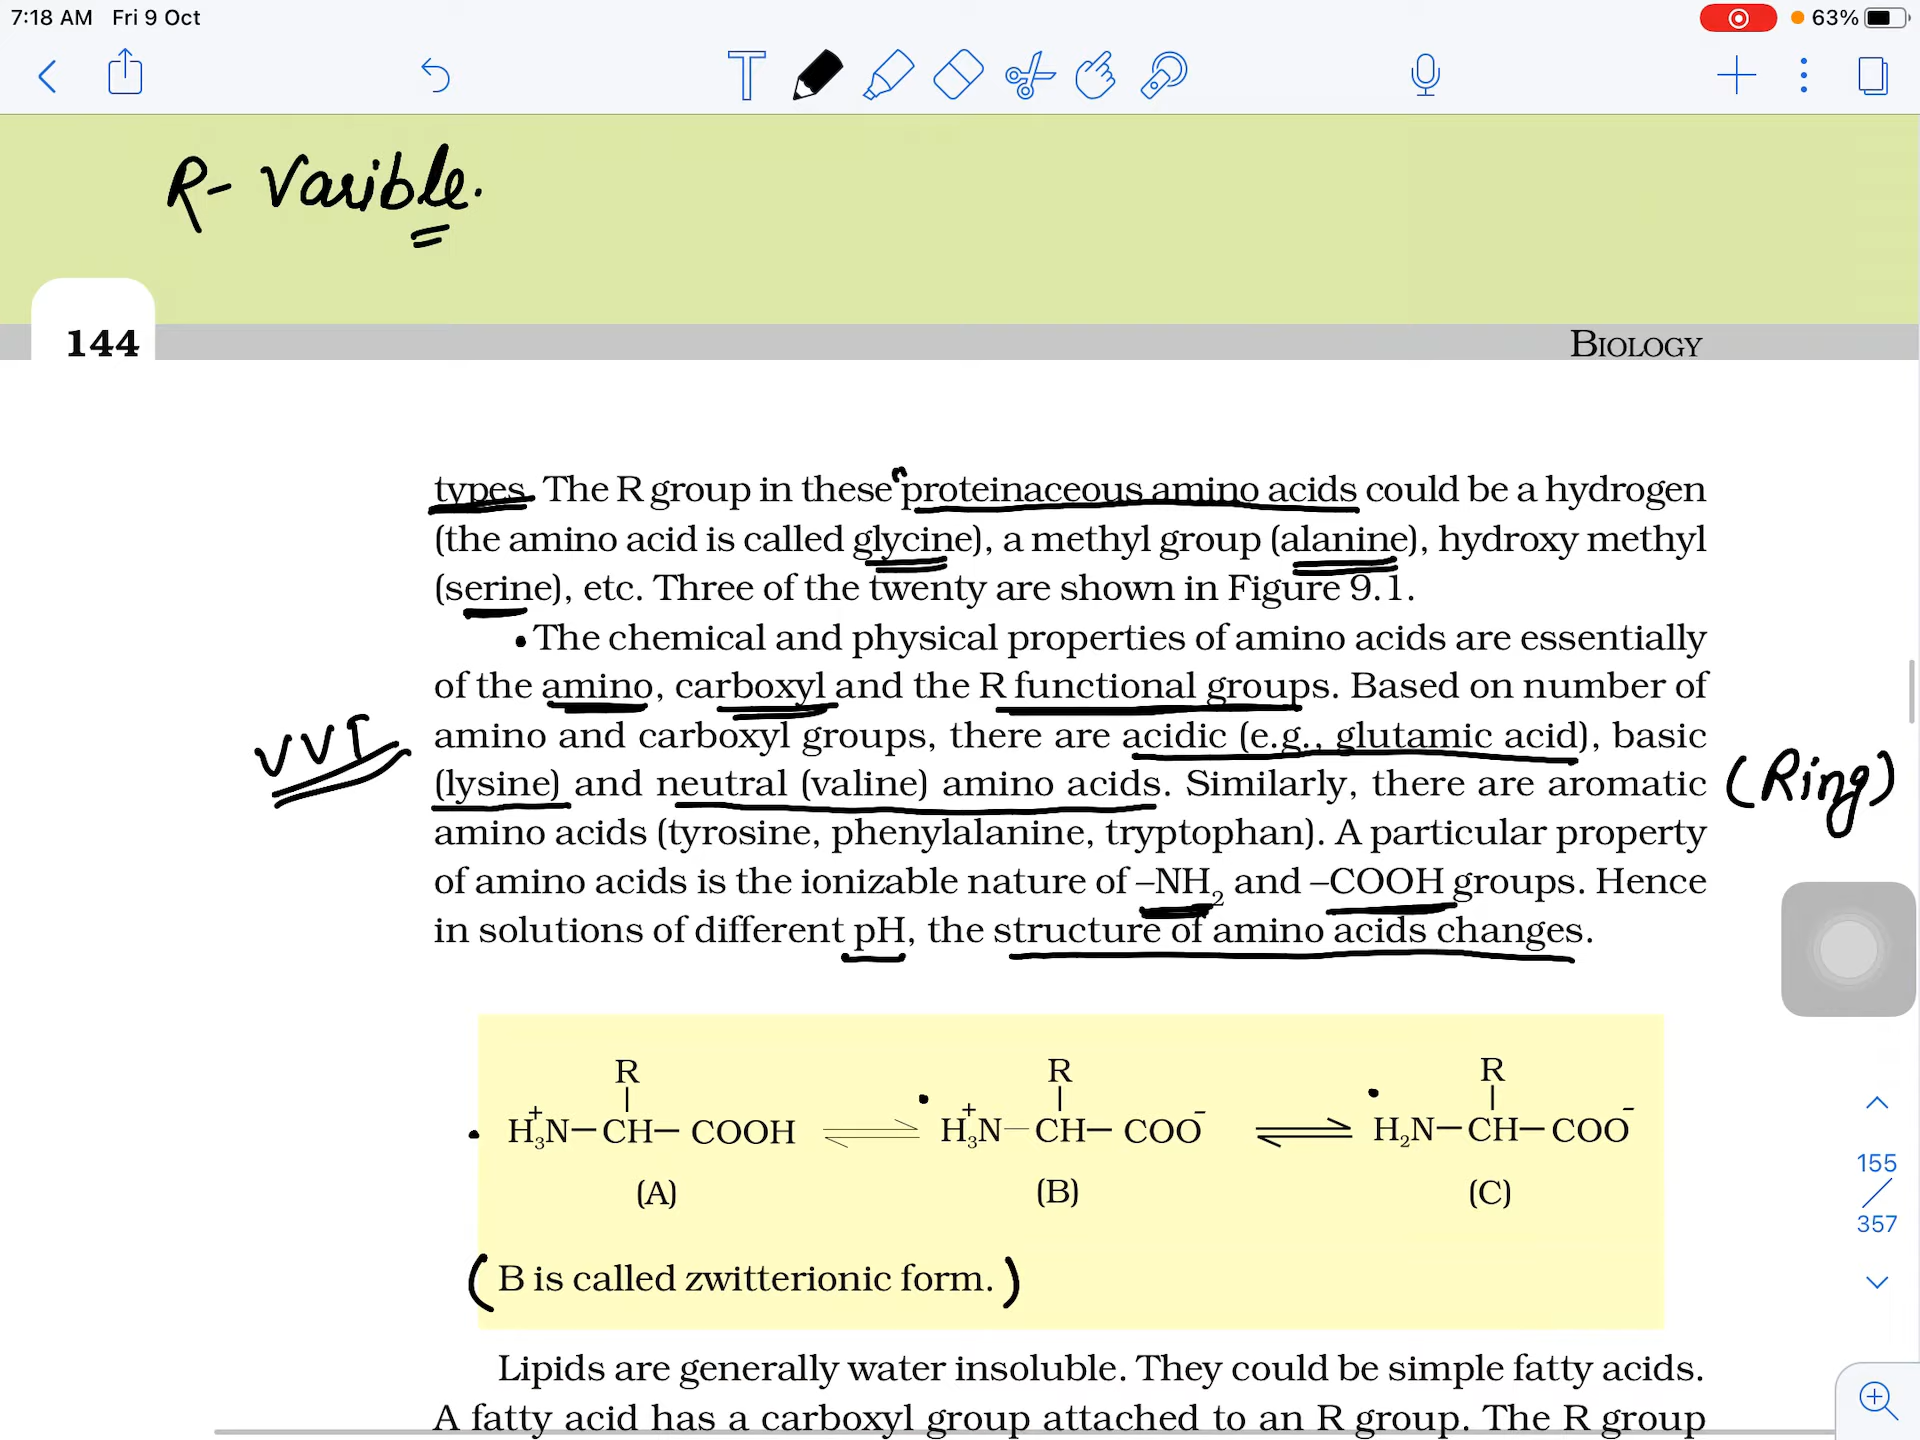 7:18 AM Fri 9 Oct
63%
T
R- Varible.
144
BIOLOGY
types. The R group in these proteinaceous amino acids could be a hydrogen
(the amino acid is called glycine), a methyl group (alanine), hydroxy methyl
(serine), etc. Three of the twenty are shown in Figure 9.1.
• The chemical and physical properties of amino acids are essentially
of the amino, carboxyl and the R functional groups. Based on number of
amino and carboxyl groups, there are acidic (e.g., glutamic acid), basic
VVI
(lysine) and neutral (valine) amino acids. Similarly, there are aromatic (Ring)
amino acids (tyrosine, phenylalanine, tryptophan). A particular property
of amino acids is the ionizable nature of –NH₂ and –COOH groups. Hence
in solutions of different pH, the structure of amino acids changes.
R R R
H₃N⁺–CH–COOH ⇌ H₃N⁺–CH–COO⁻ ⇌ H₂N–CH–COO⁻
(A) (B) (C)
155
/
357
(B is called zwitterionic form.)
Lipids are generally water insoluble. They could be simple fatty acids.
A fatty acid has a carboxyl group attached to an R group. The R group